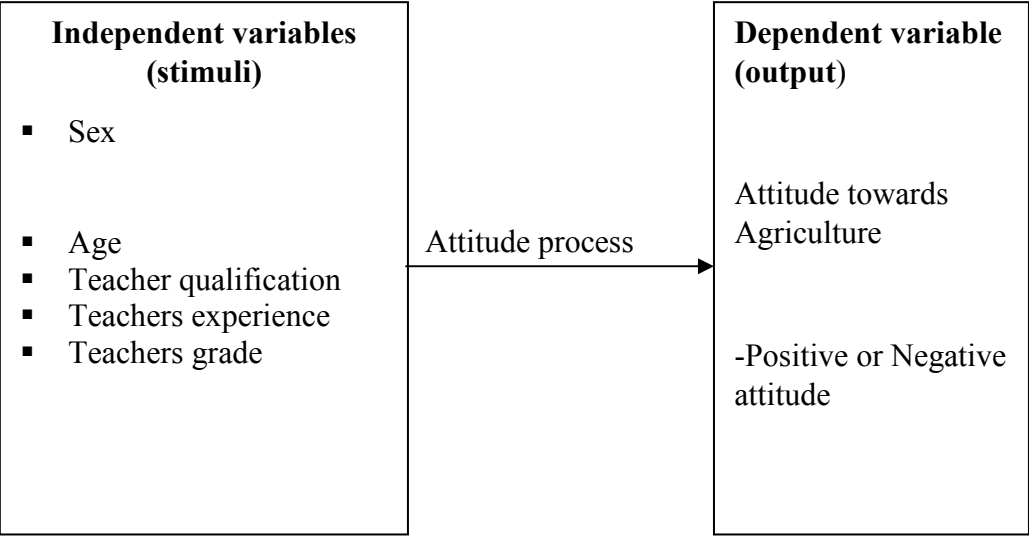 Independent variables
(stimuli)
▪ Sex
▪ Age
▪ Teacher qualification
▪ Teachers experience
▪ Teachers grade
Attitude process
Dependent variable
(output)
Attitude towards
Agriculture
-Positive or Negative
attitude